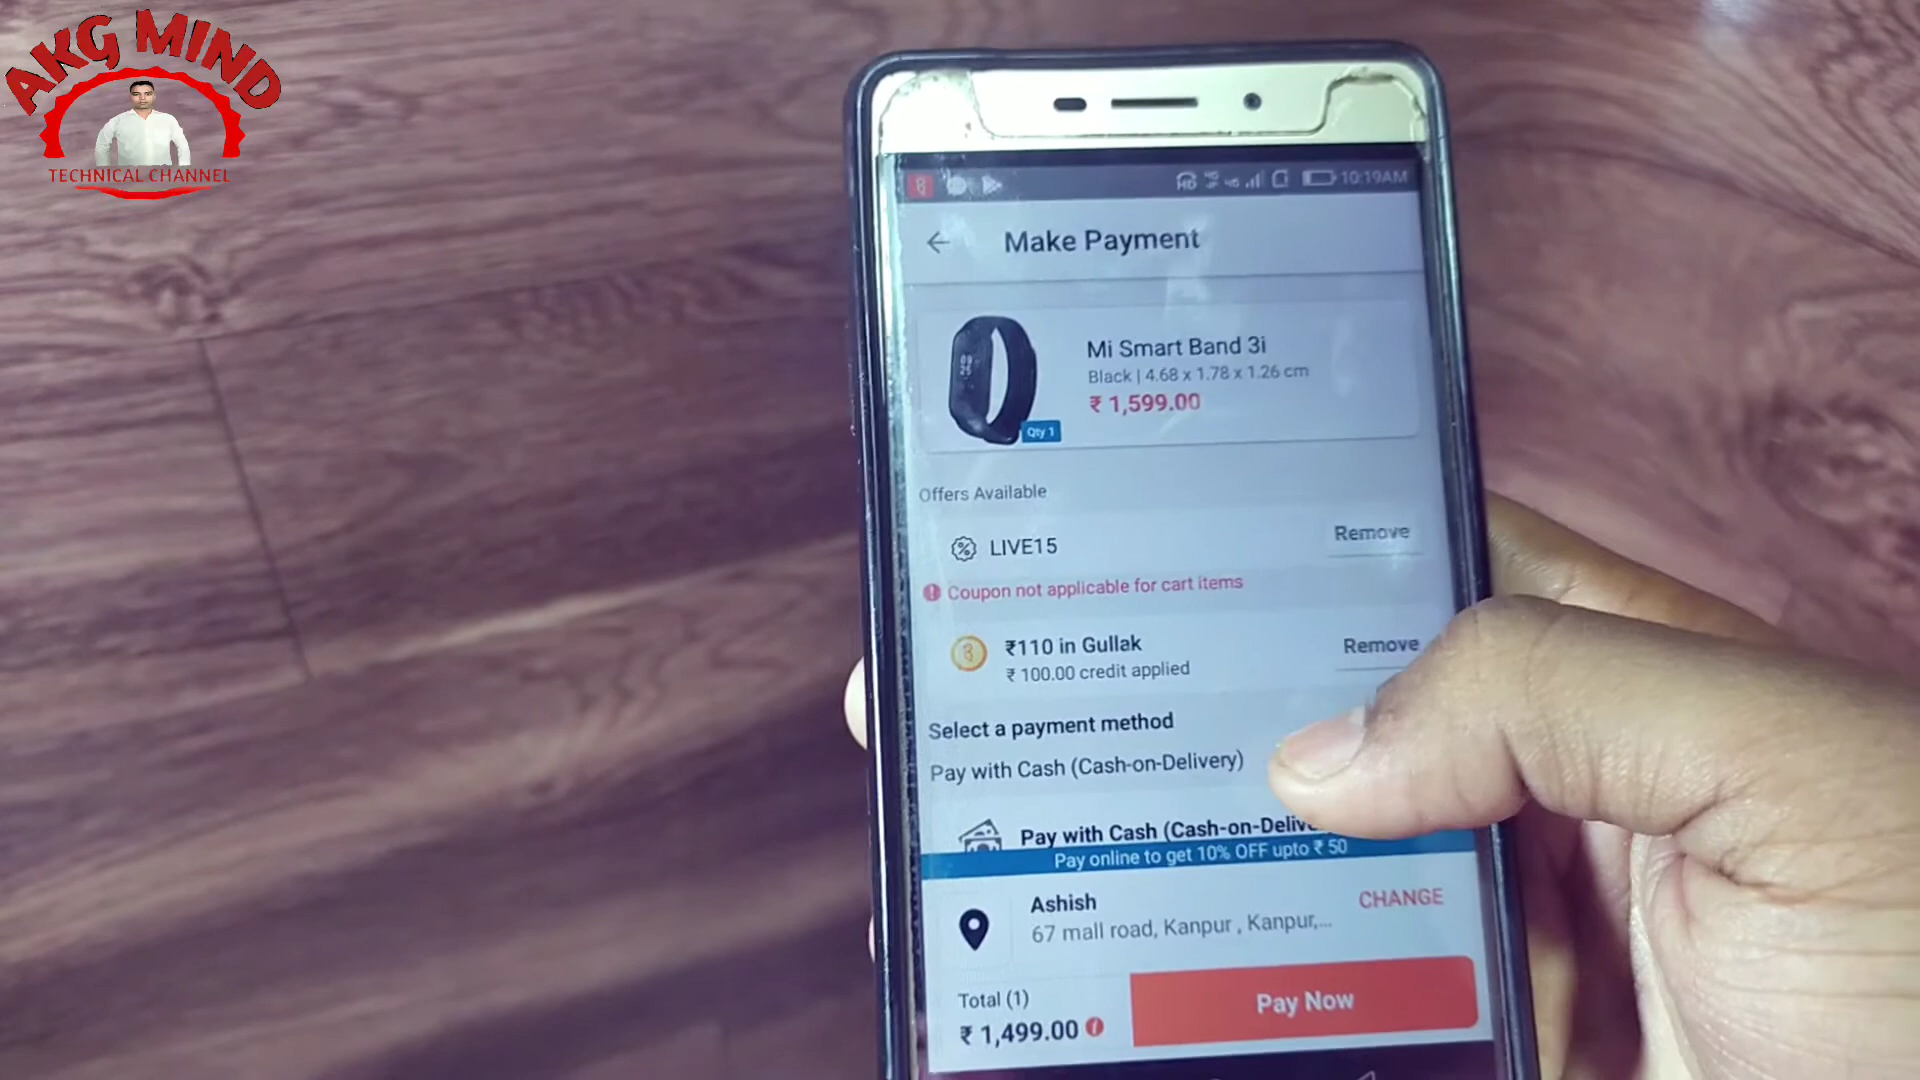 AKG MIND
TECHNICAL CHANNEL
HD 4G 10:19AM
Make Payment
Mi Smart Band 3i
Black | 4.68 x 1.78 x 1.26 cm
₹ 1,599.00
Qty 1
Offers Available
LIVE15
Remove
Coupon not applicable for cart items
₹110 in Gullak
Remove
₹ 100.00 credit applied
Select a payment method
Pay with Cash (Cash-on-Delivery)
Pay with Cash (Cash-on-Delive
Pay online to get 10% OFF upto ₹ 50
Ashish
CHANGE
67 mall road, Kanpur , Kanpur,...
Total (1)
₹ 1,499.00
Pay Now